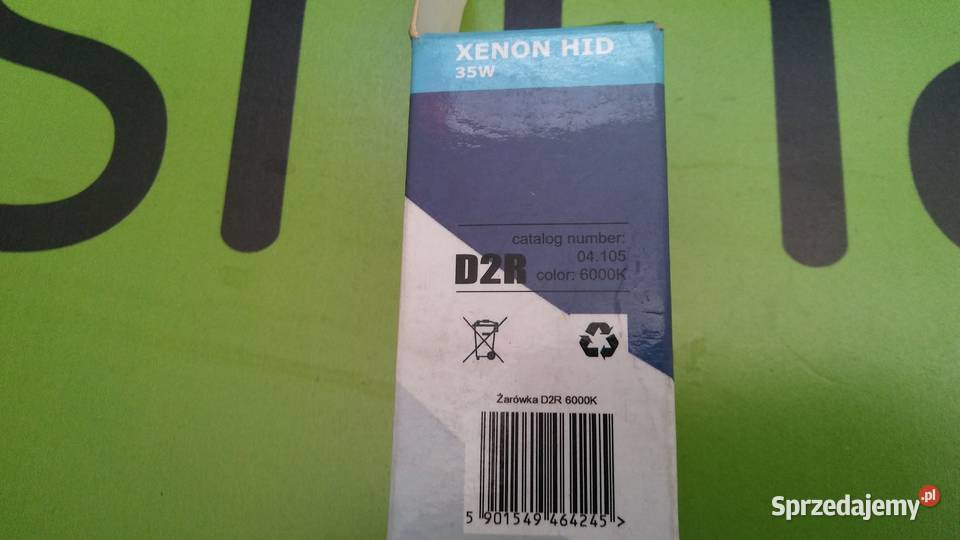 XENON HID
35W
catalog number:
04.105
D2R color: 6000K
Żarówka D2R 6000K
5 901549 464245 >
Sprzedajemy.pl